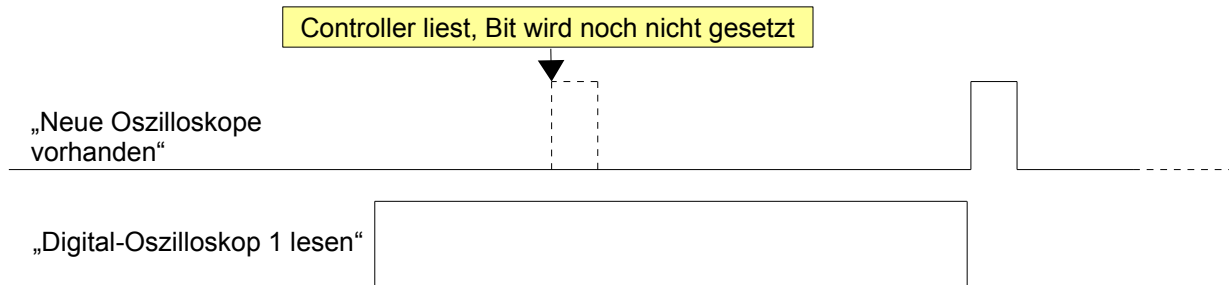 Controller liest, Bit wird noch nicht gesetzt
„Neue Oszilloskope
vorhanden“
„Digital-Oszilloskop 1 lesen“